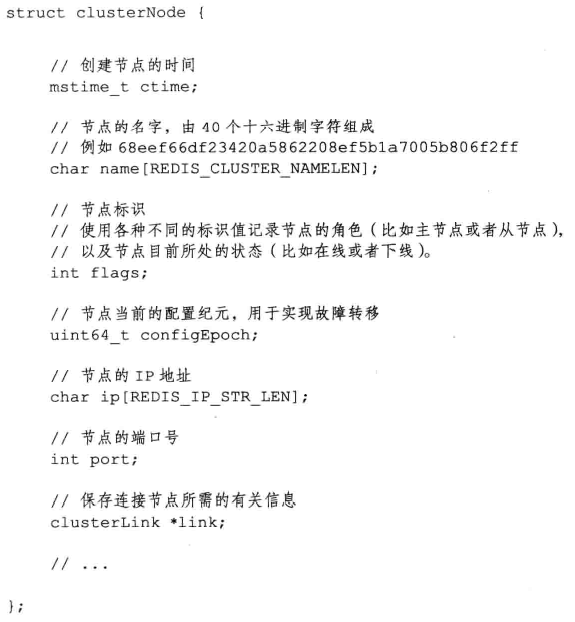 struct clusterNode {
// 创建节点的时间
mstime_t ctime;
// 节点的名字，由 40 个十六进制字符组成
// 例如 68eef66df23420a5862208ef5b1a7005b806f2ff
char name[REDIS_CLUSTER_NAMELEN];
// 节点标识
// 使用各种不同的标识值记录节点的角色（比如主节点或者从节点），
// 以及节点目前所处的状态（比如在线或者下线）。
int flags;
// 节点当前的配置纪元，用于实现故障转移
uint64_t configEpoch;
// 节点的 IP 地址
char ip[REDIS_IP_STR_LEN];
// 节点的端口号
int port;
// 保存连接节点所需的有关信息
clusterLink *link;
// ...
};